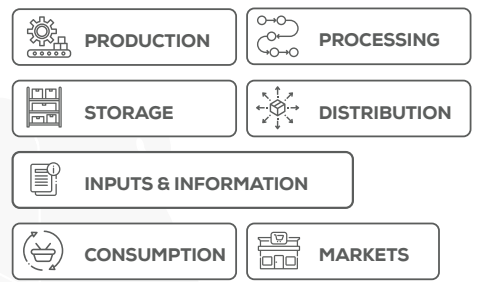 PRODUCTION
PROCESSING
STORAGE
DISTRIBUTION
INPUTS & INFORMATION
CONSUMPTION
MARKETS